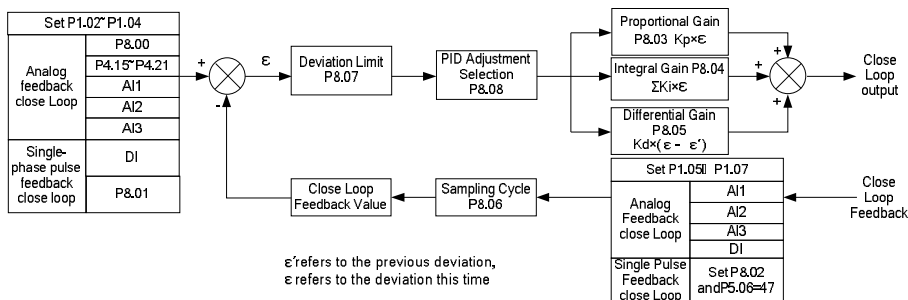 Set P1.02~P1.04
Analog
feedback
close Loop
P8.00
P4.15~P4.21
AI1
AI2
AI3
Single-
phase pulse
feedback
close loop
DI
P8.01
+
-
ε
Deviation Limit
P8.07
PID Adjustment
Selection
P8.08
Proportional Gain
P8.03 Kp×ε
Integral Gain P8.04
ΣKi×ε
Differential Gain
P8.05
Kd×(ε - ε′)
+
+
+
Close
Loop
output
Close Loop
Feedback Value
Sampling Cycle
P8.06
Set P1.05 P1.07
Analog
Feedback
close Loop
AI1
AI2
AI3
DI
Single Pulse
Feedback
close Loop
Set P8.02
andP5.06=47
Close
Loop
Feedback
ε′refers to the previous deviation,
ε refers to the deviation this time